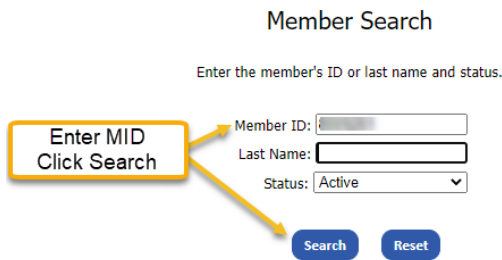 Member Search
Enter the member's ID or last name and status.
Enter MID
Click Search
Member ID:
Last Name:
Status: Active
Search Reset